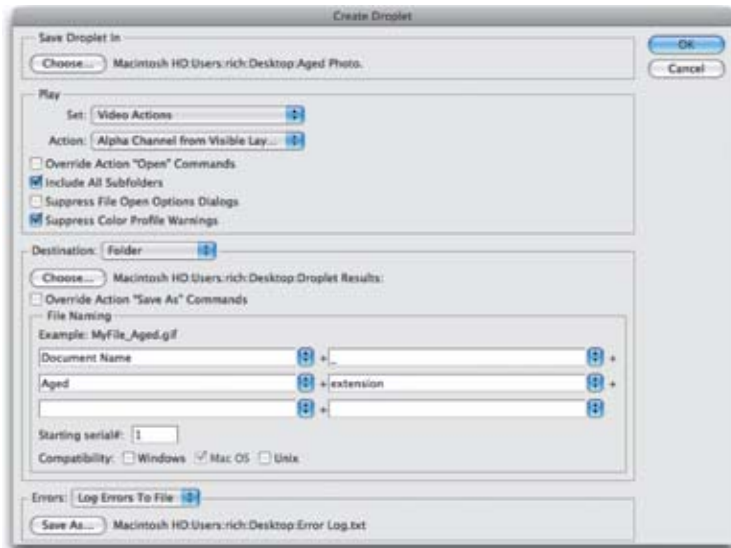 Create Droplet
Save Droplet In
Choose... Macintosh HD:Users:rich:Desktop:Aged Photo.
OK
Cancel
Play
Set: Video Actions
Action: Alpha Channel from Visible Lay...
Override Action "Open" Commands
Include All Subfolders
Suppress File Open Options Dialogs
Suppress Color Profile Warnings
Destination: Folder
Choose... Macintosh HD:Users:rich:Desktop:Droplet Results:
Override Action "Save As" Commands
File Naming
Example: MyFile_Aged.gif
Document Name + _ +
Aged + extension +
+
Starting serial#: 1
Compatibility: Windows Mac OS Unix
Errors: Log Errors To File
Save As... Macintosh HD:Users:rich:Desktop:Error Log.txt